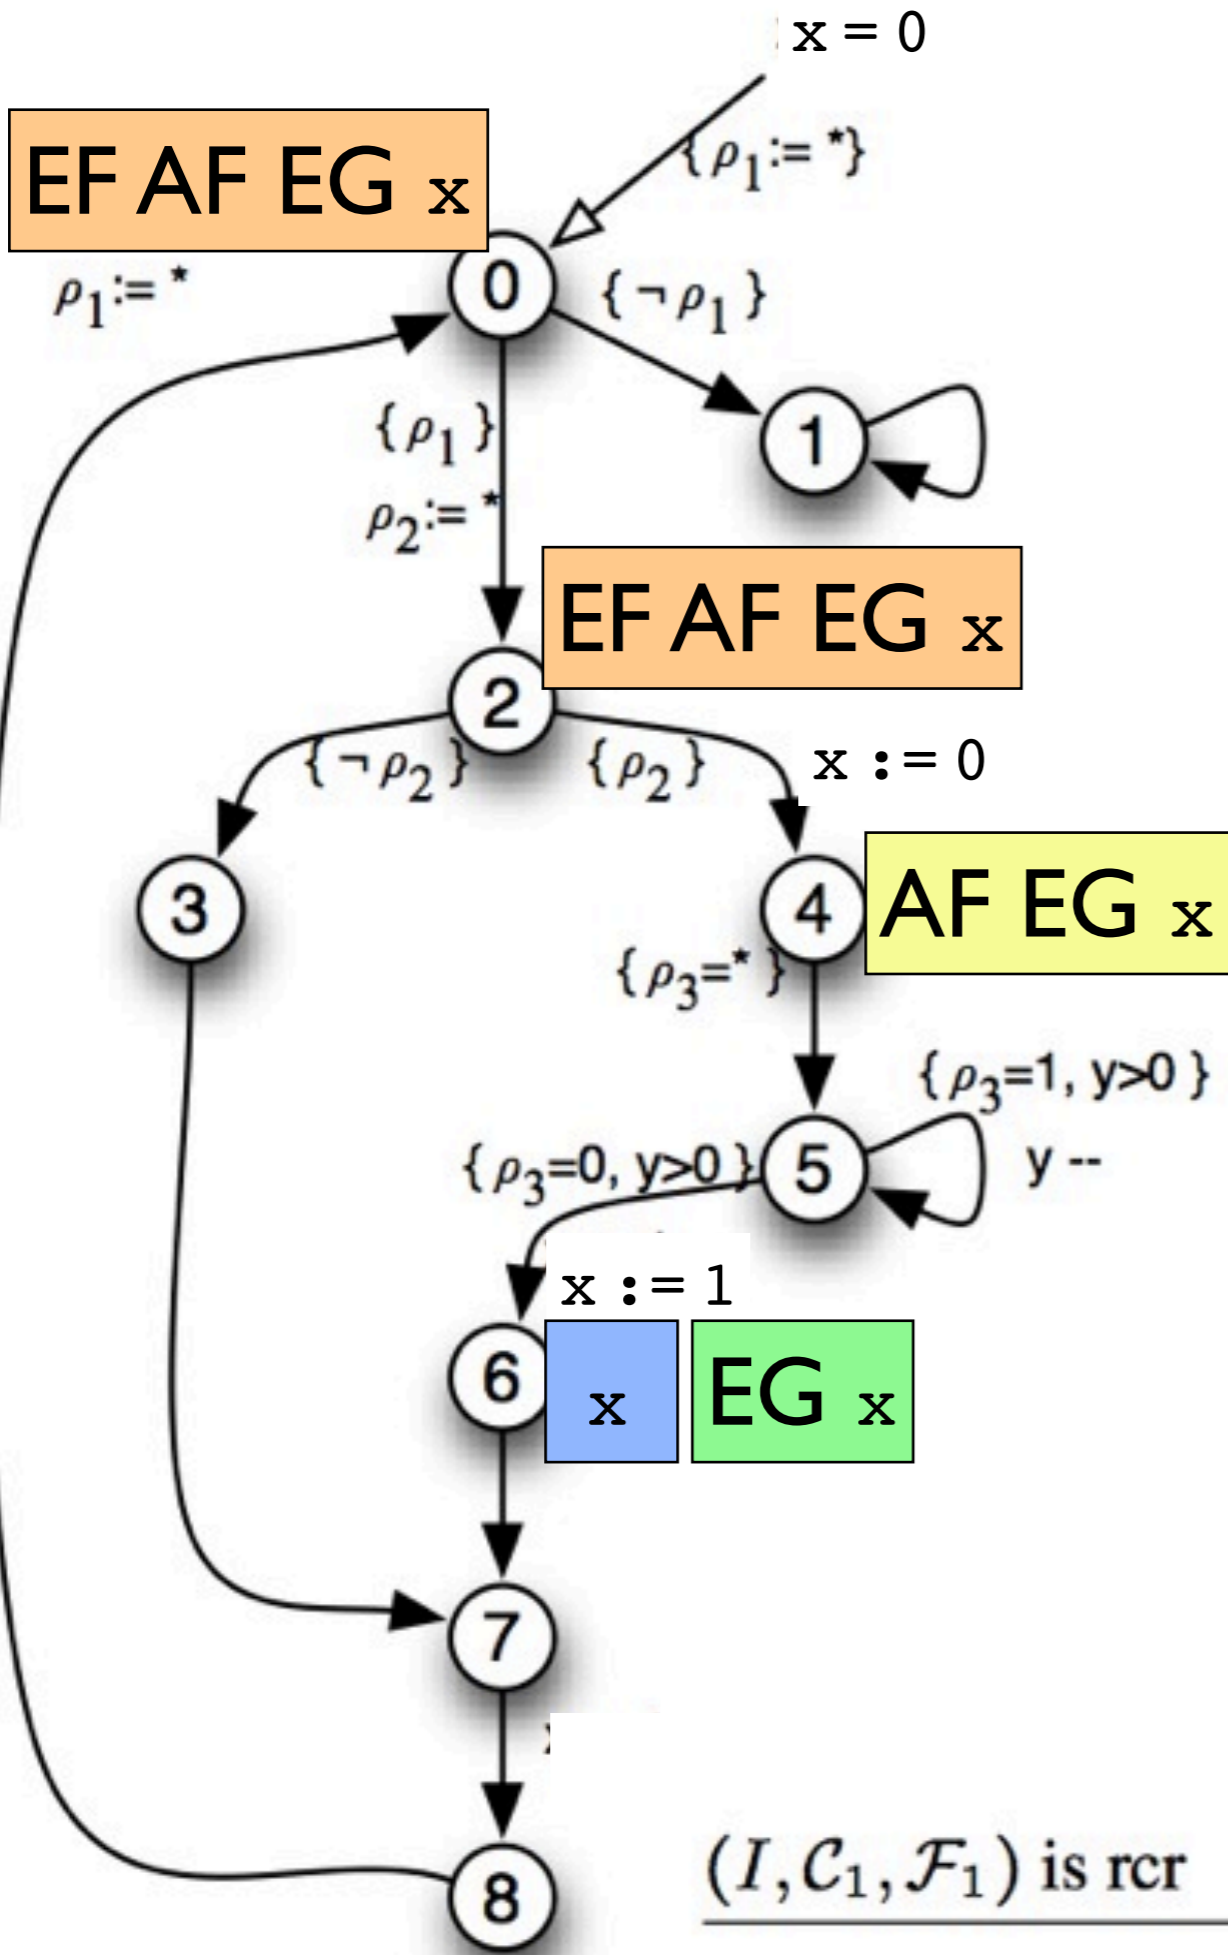 x = 0
{ ρ1:= *}
EF AF EG x
ρ1:= *
0
{ ¬ ρ1 }
{ ρ1 }
1
ρ2:= *
EF AF EG x
2
{ ¬ ρ2 }
{ ρ2 }
x := 0
3
4
AF EG x
{ ρ3=* }
{ ρ3=1, y>0 }
{ ρ3=0, y>0 }
5
y --
x := 1
6
x
EG x
7
8
(I, C1, F1) is rcr